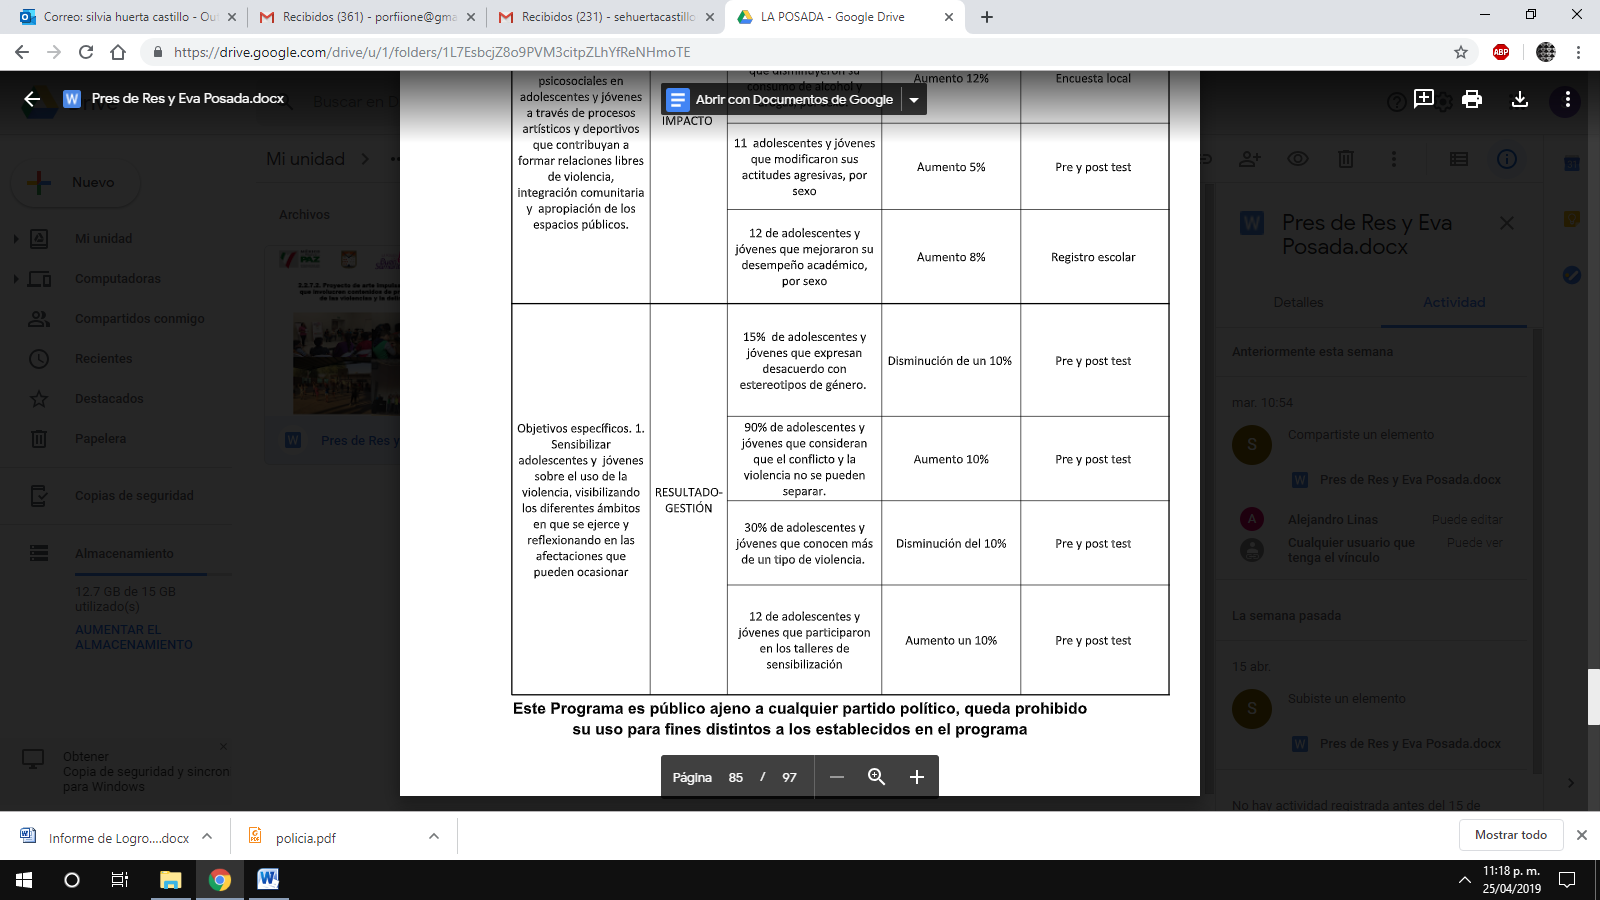 Correo: silvia huerta castillo - Ou
Recibidos (361) - porfiione@gma
Recibidos (231) - sehuertacastillo
LA POSADA - Google Drive
https://drive.google.com/drive/u/1/folders/1L7EsbcjZ8o9PVM3citpZLhYfReNHmoTE
ABP
Pres de Res y Eva Posada.docx
Buscar en D
Abrir con Documentos de Google
Mi unidad
Nuevo
Archivos
Mi unidad
Computadoras
Compartidos conmigo
Recientes
Destacados
Papelera
Copias de seguridad
Almacenamiento
12.7 GB de 15 GB
utilizado(s)
AUMENTAR EL
ALMACENAMIENTO
Obtener
Copia de seguridad y sincron
para Windows
Pres de Res y
psicosociales en
adolescentes y jóvenes
a través de procesos
artísticos y deportivos
que contribuyan a
formar relaciones libres
de violencia,
integración comunitaria
y apropiación de los
espacios públicos.
IMPACTO
que disminuyeron su
consumo de alcohol y
Aumento 12%
Encuesta local
11 adolescentes y jóvenes
que modificaron sus
actitudes agresivas, por
sexo
Aumento 5%
Pre y post test
12 de adolescentes y
jóvenes que mejoraron su
desempeño académico,
por sexo
Aumento 8%
Registro escolar
Objetivos específicos. 1.
Sensibilizar
adolescentes y jóvenes
sobre el uso de la
violencia, visibilizando
los diferentes ámbitos
en que se ejerce y
reflexionando en las
afectaciones que
pueden ocasionar
RESULTADO-
GESTIÓN
15% de adolescentes y
jóvenes que expresan
desacuerdo con
estereotipos de género.
Disminución de un 10%
Pre y post test
90% de adolescentes y
jóvenes que consideran
que el conflicto y la
violencia no se pueden
separar.
Aumento 10%
Pre y post test
30% de adolescentes y
jóvenes que conocen más
de un tipo de violencia.
Disminución del 10%
Pre y post test
12 de adolescentes y
jóvenes que participaron
en los talleres de
sensibilización
Aumento un 10%
Pre y post test
Este Programa es público ajeno a cualquier partido político, queda prohibido
su uso para fines distintos a los establecidos en el programa
Página 85 / 97
Pres de Res y Eva
Posada.docx
Detalles
Actividad
Anteriormente esta semana
mar. 10:54
S
Compartiste un elemento
Pres de Res y Eva Posada.docx
A
Alejandro Linas
Puede editar
Cualquier usuario que
tenga el vínculo
Puede ver
La semana pasada
15 abr.
S
Subiste un elemento
Pres de Res y Eva Posada.docx
No hay actividad registrada antes del 15 de
Informe de Logro....docx
policia.pdf
Mostrar todo
11:18 p. m.
25/04/2019